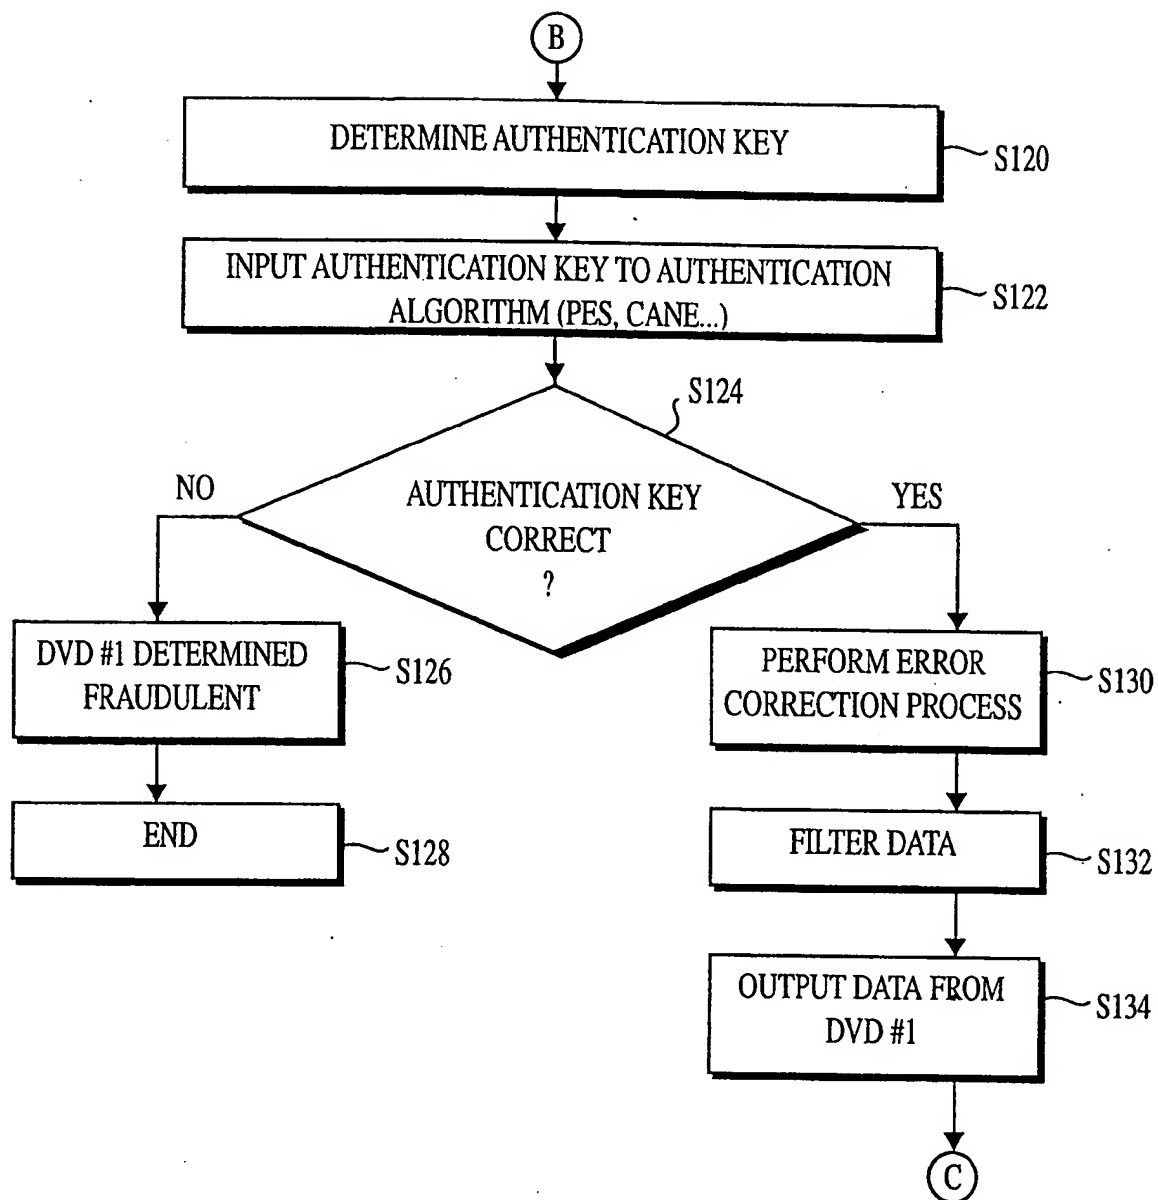 B
DETERMINE AUTHENTICATION KEY
S120
INPUT AUTHENTICATION KEY TO AUTHENTICATION
ALGORITHM (PES, CANE...)
S122
S124
AUTHENTICATION KEY
CORRECT
?
NO
YES
DVD #1 DETERMINED
FRAUDULENT
S126
END
S128
PERFORM ERROR
CORRECTION PROCESS
S130
FILTER DATA
S132
OUTPUT DATA FROM
DVD #1
S134
C